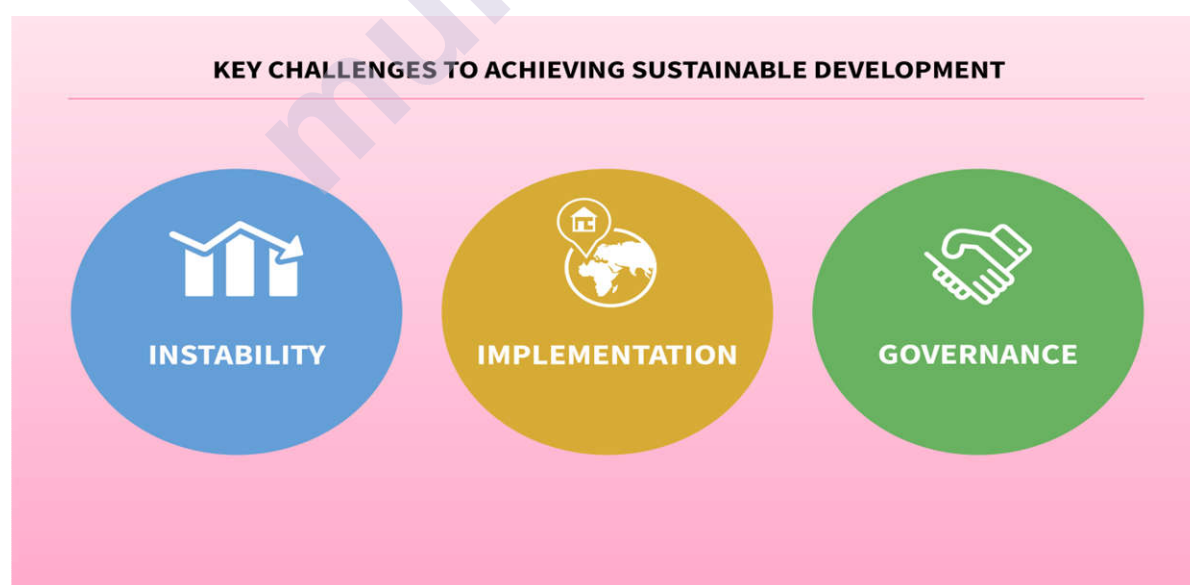 KEY CHALLENGES TO ACHIEVING SUSTAINABLE DEVELOPMENT
INSTABILITY
IMPLEMENTATION
GOVERNANCE